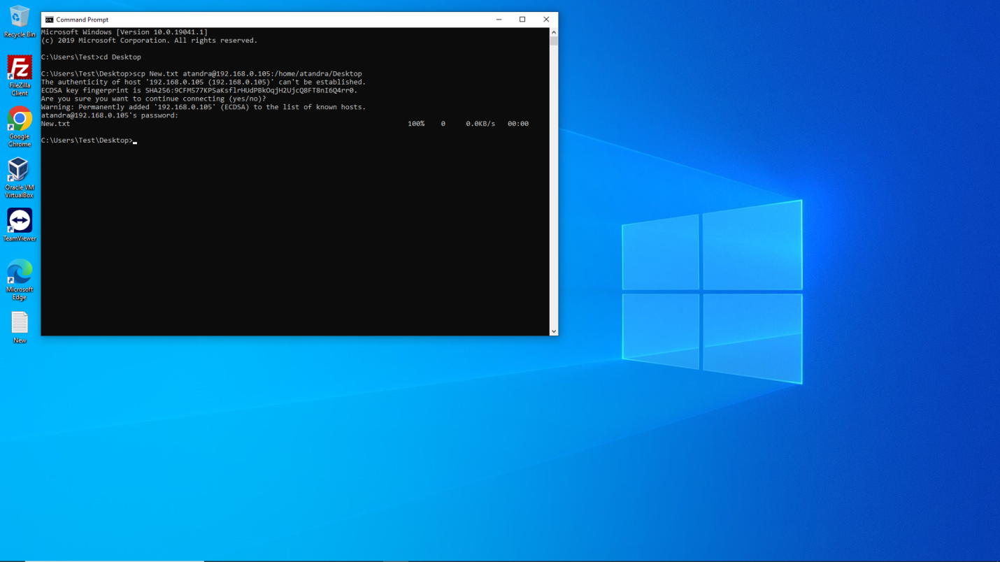 Recycle Bin
FileZilla
Client
Google
Chrome
Oracle VM
VirtualBox
TeamViewer
Microsoft
Edge
New
Command Prompt
Microsoft Windows [Version 10.0.19041.1]
(c) 2019 Microsoft Corporation. All rights reserved.
C:\Users\Test>cd Desktop
C:\Users\Test\Desktop>scp New.txt atandra@192.168.0.105:/home/atandra/Desktop
The authenticity of host '192.168.0.105 (192.168.0.105)' can't be established.
ECDSA key fingerprint is SHA256:9CFM577KPSaKsflrHUdPBkOqjH2UjcQ8FT8nI6Q4rr0.
Are you sure you want to continue connecting (yes/no)?
Warning: Permanently added '192.168.0.105' (ECDSA) to the list of known hosts.
atandra@192.168.0.105's password:
New.txt 100% 0 0.0KB/s 00:00
C:\Users\Test\Desktop>